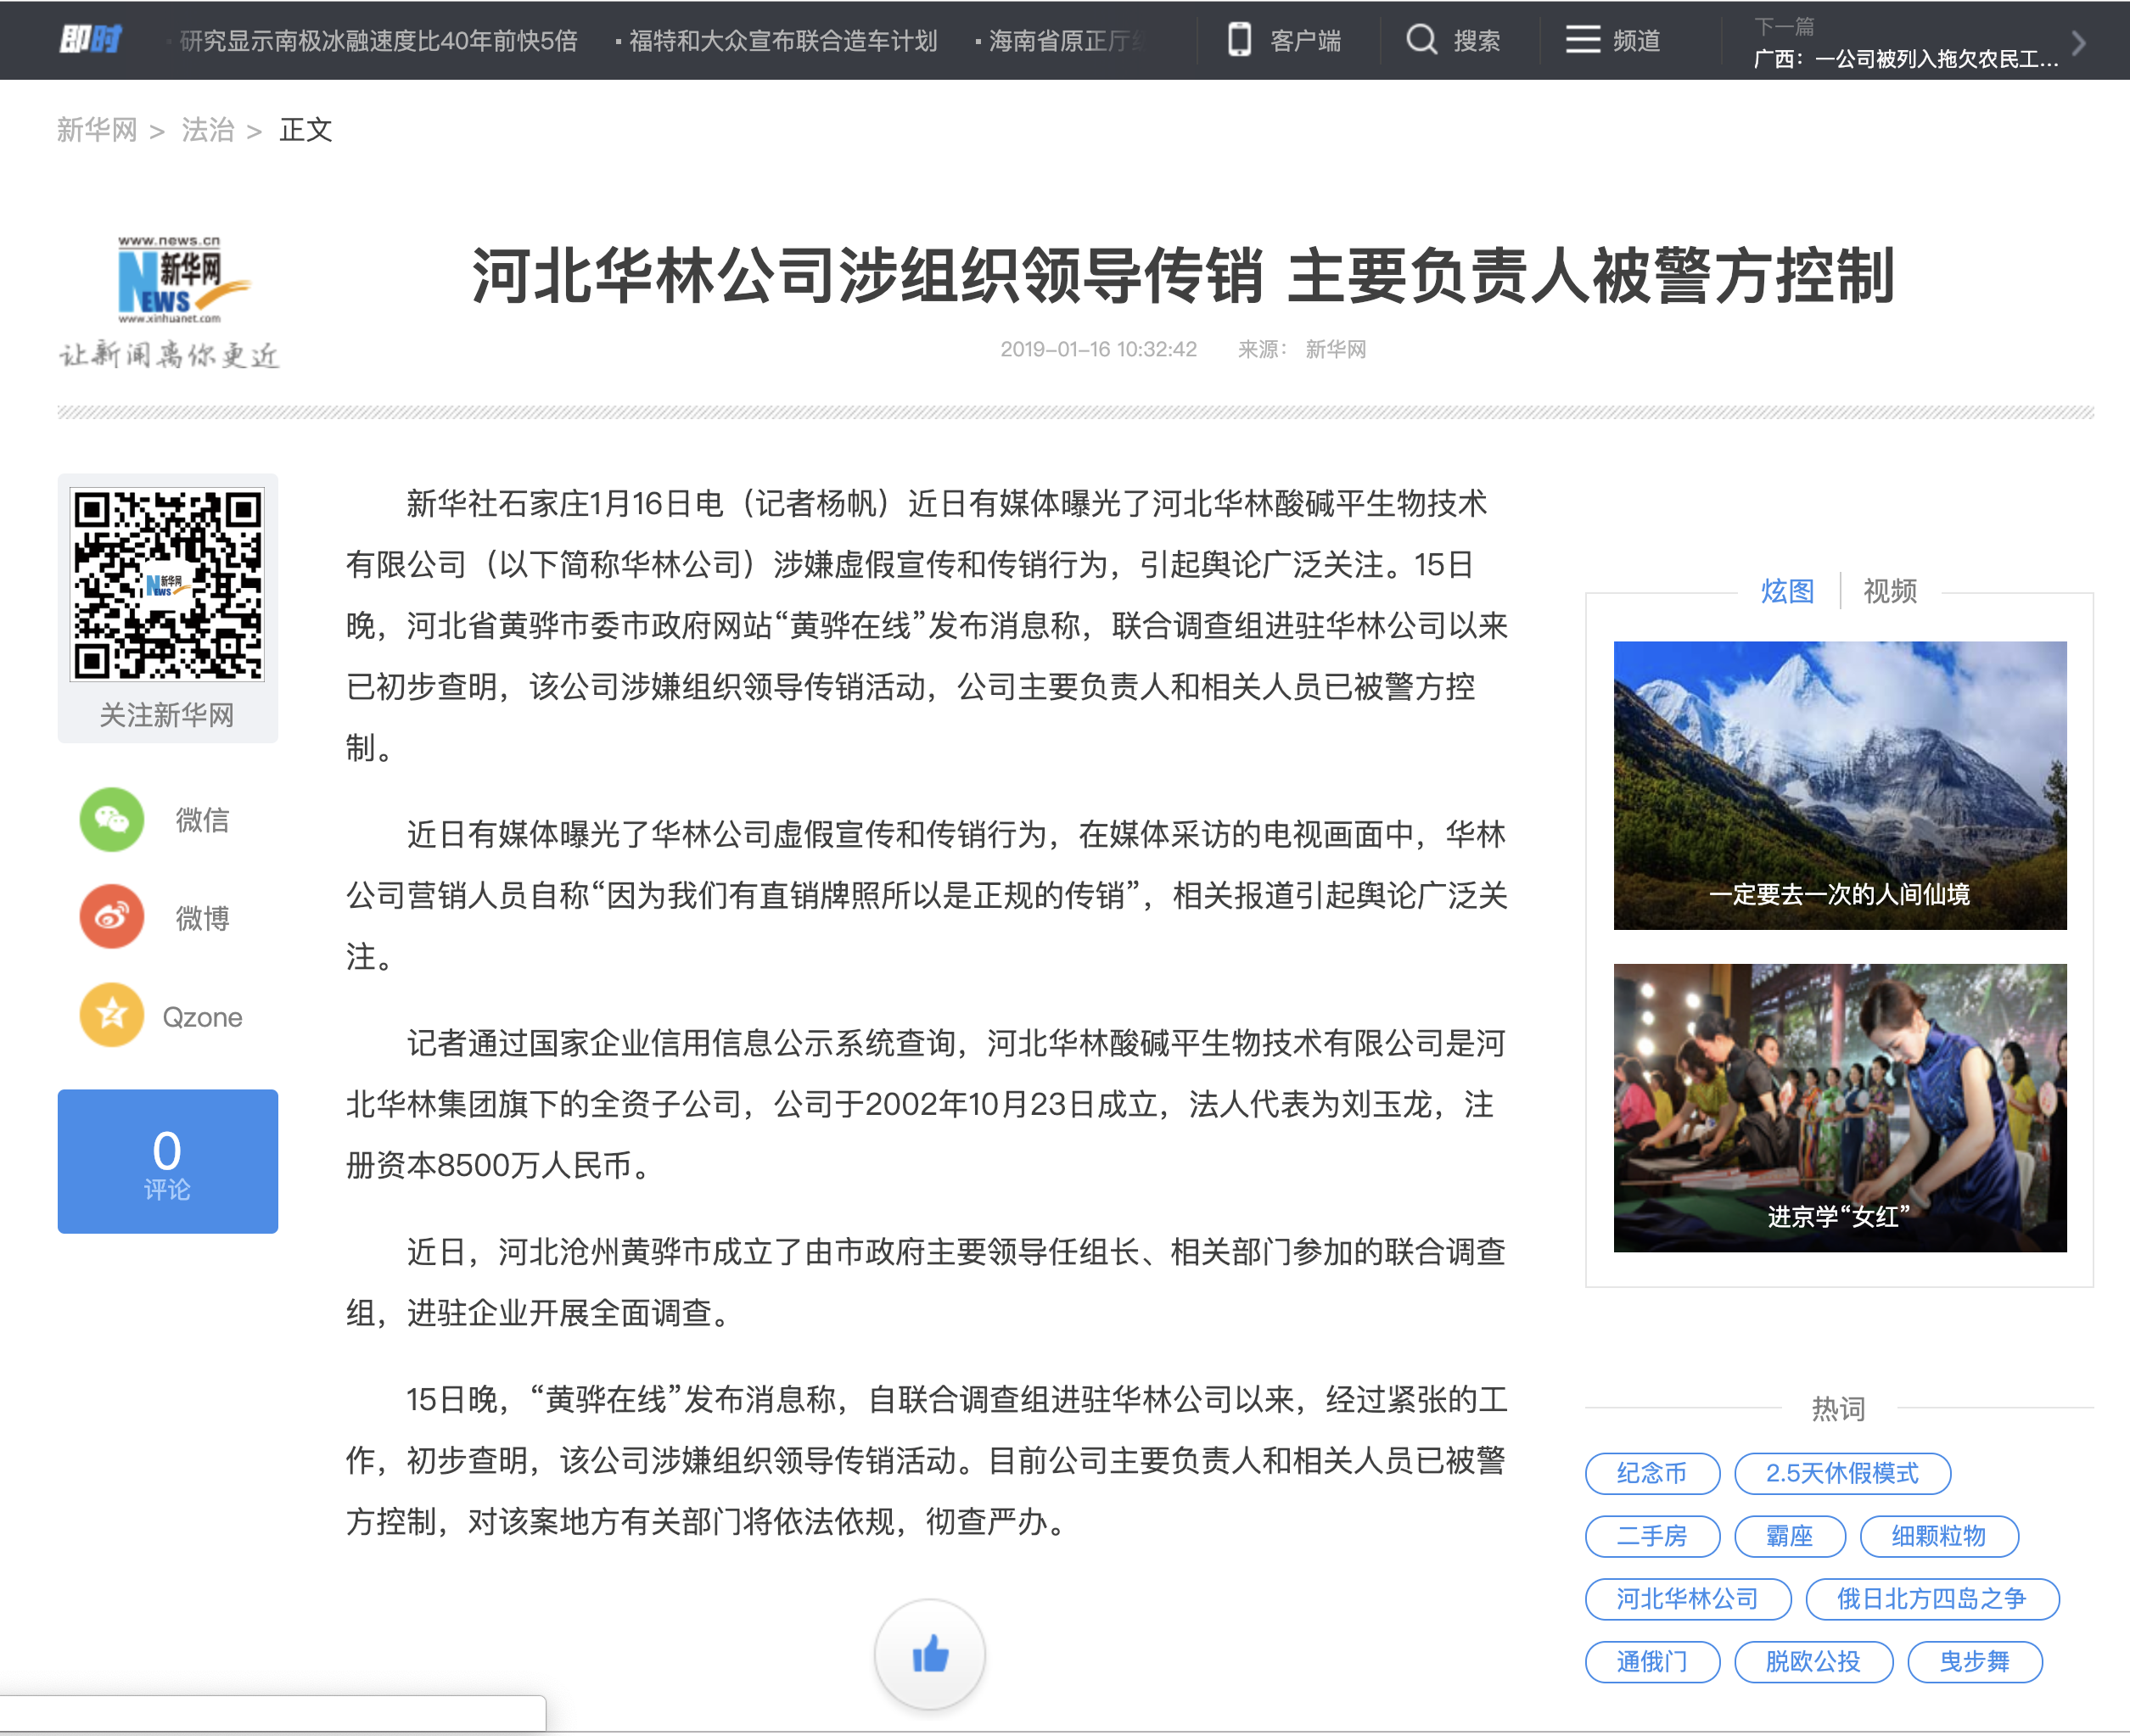 即时
研究显示南极冰融速度比40年前快5倍
福特和大众宣布联合造车计划
海南省原正厅
客户端
搜索
频道
下一篇
广西：一公司被列入拖欠农民工...
新华网 > 法治 > 正文
www.news.cn
新华网
NEWS
www.xinhuanet.com
让新闻离你更近
河北华林公司涉组织领导传销 主要负责人被警方控制
2019-01-16 10:32:42 来源： 新华网
新华网
NEWS
关注新华网
微信
微博
Qzone
0
评论
新华社石家庄1月16日电（记者杨帆）近日有媒体曝光了河北华林酸碱平生物技术
有限公司（以下简称华林公司）涉嫌虚假宣传和传销行为，引起舆论广泛关注。15日
晚，河北省黄骅市委市政府网站“黄骅在线”发布消息称，联合调查组进驻华林公司以来
已初步查明，该公司涉嫌组织领导传销活动，公司主要负责人和相关人员已被警方控
制。
近日有媒体曝光了华林公司虚假宣传和传销行为，在媒体采访的电视画面中，华林
公司营销人员自称“因为我们有直销牌照所以是正规的传销”，相关报道引起舆论广泛关
注。
记者通过国家企业信用信息公示系统查询，河北华林酸碱平生物技术有限公司是河
北华林集团旗下的全资子公司，公司于2002年10月23日成立，法人代表为刘玉龙，注
册资本8500万人民币。
近日，河北沧州黄骅市成立了由市政府主要领导任组长、相关部门参加的联合调查
组，进驻企业开展全面调查。
15日晚，“黄骅在线”发布消息称，自联合调查组进驻华林公司以来，经过紧张的工
作，初步查明，该公司涉嫌组织领导传销活动。目前公司主要负责人和相关人员已被警
方控制，对该案地方有关部门将依法依规，彻查严办。
炫图 视频
一定要去一次的人间仙境
进京学“女红”
热词
纪念币 2.5天休假模式
二手房 霸座 细颗粒物
河北华林公司 俄日北方四岛之争
通俄门 脱欧公投 曳步舞